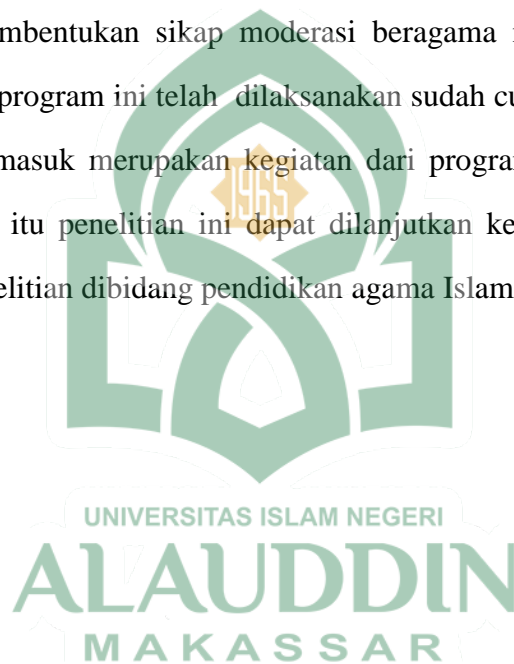 mbentukan sikap moderasi beragama
program ini telah dilaksanakan sudah cu
masuk merupakan kegiatan dari progra
itu penelitian ini dapat dilanjutkan ke
elitian dibidang pendidikan agama Islam
1965
UNIVERSITAS ISLAM NEGERI
ALAUDDIN
MAKASSAR